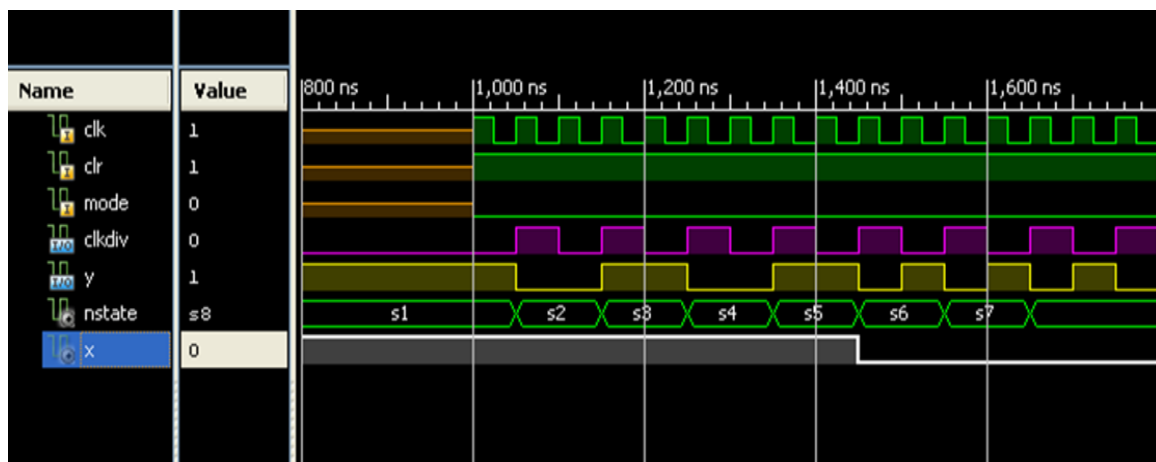 Name Value 800 ns 1,000 ns 1,200 ns 1,400 ns 1,600 ns
clk 1
clr 1
mode 0
clkdiv 0
y 1
nstate s8 s1 s2 s3 s4 s5 s6 s7
x 0